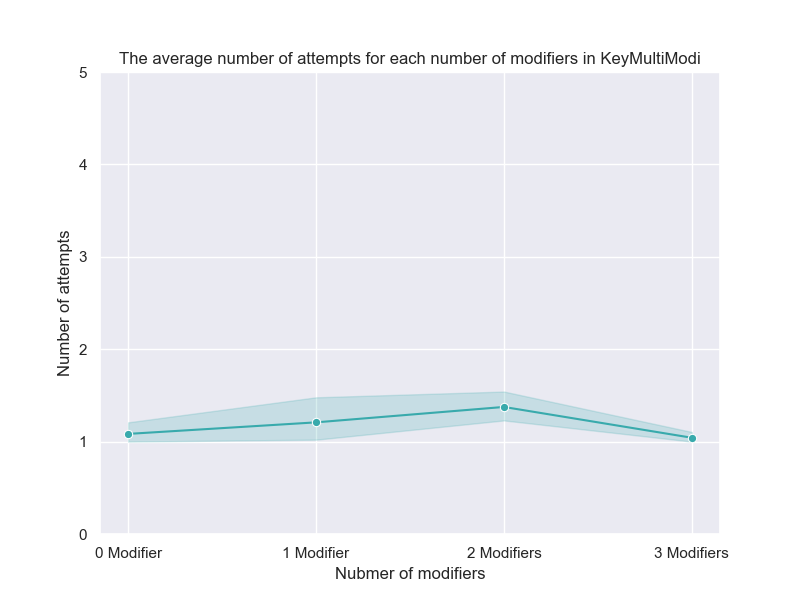 The average number of attempts for each number of modifiers in KeyMultiModi
5
4
3
2
1
0
Number of attempts
0 Modifier
1 Modifier
2 Modifiers
3 Modifiers
Nubmer of modifiers